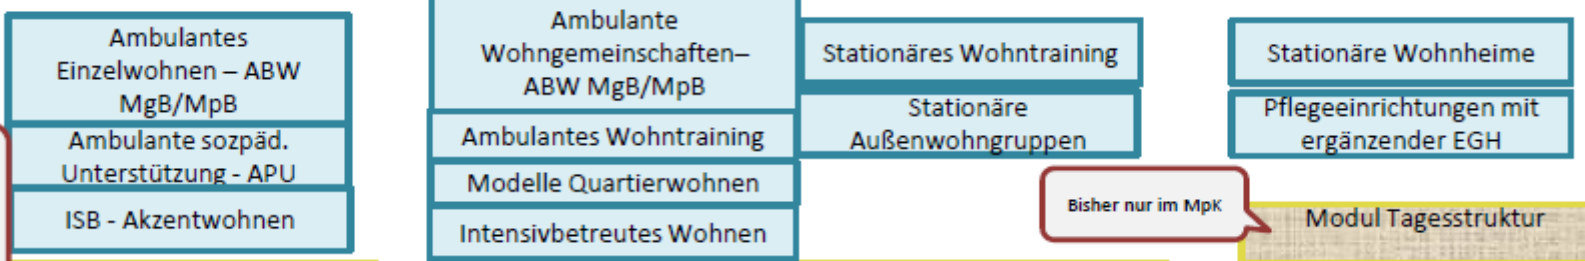 Ambulantes
Einzelwohnen – ABW
MgB/MpB
Ambulante sozpäd.
Unterstützung - APU
ISB - Akzentwohnen
Ambulante
Wohngemeinschaften–
ABW MgB/MpB
Ambulantes Wohntraining
Modelle Quartierwohnen
Intensivbetreutes Wohnen
Stationäres Wohntraining
Stationäre
Außenwohngruppen
Stationäre Wohnheime
Pflegeeinrichtungen mit
ergänzender EGH
Bisher nur im MpK
Modul Tagesstruktur